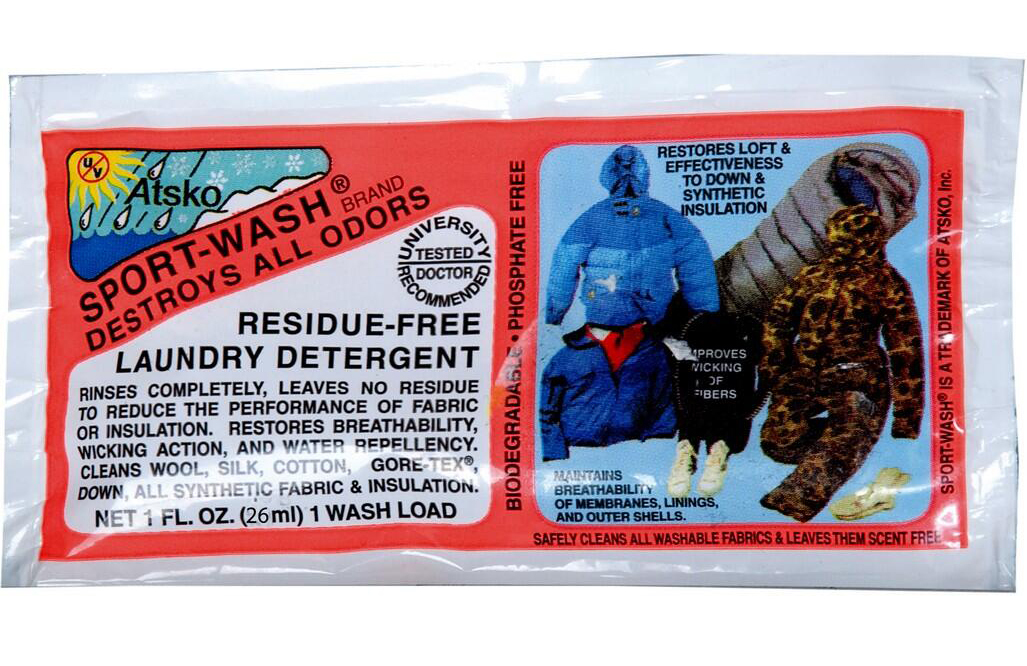 U/V
Atsko
SPORT-WASH® BRAND
DESTROYS ALL ODORS
UNIVERSITY
TESTED
DOCTOR
RECOMMENDED
RESIDUE-FREE
LAUNDRY DETERGENT
RINSES COMPLETELY, LEAVES NO RESIDUE
TO REDUCE THE PERFORMANCE OF FABRIC
OR INSULATION. RESTORES BREATHABILITY,
WICKING ACTION, AND WATER REPELLENCY.
CLEANS WOOL, SILK, COTTON, GORE-TEX®,
DOWN, ALL SYNTHETIC FABRIC & INSULATION.
NET 1 FL. OZ. (26ml) 1 WASH LOAD
BIODEGRADABLE • PHOSPHATE FREE
RESTORES LOFT &
EFFECTIVENESS
TO DOWN &
SYNTHETIC
INSULATION
MPROVES
WICKING
OF
FIBERS
MAINTAINS
BREATHABILITY
OF MEMBRANES, LININGS,
AND OUTER SHELLS.
SAFELY CLEANS ALL WASHABLE FABRICS & LEAVES THEM SCENT FREE
SPORT-WASH® IS A TRADEMARK OF ATSKO, Inc.